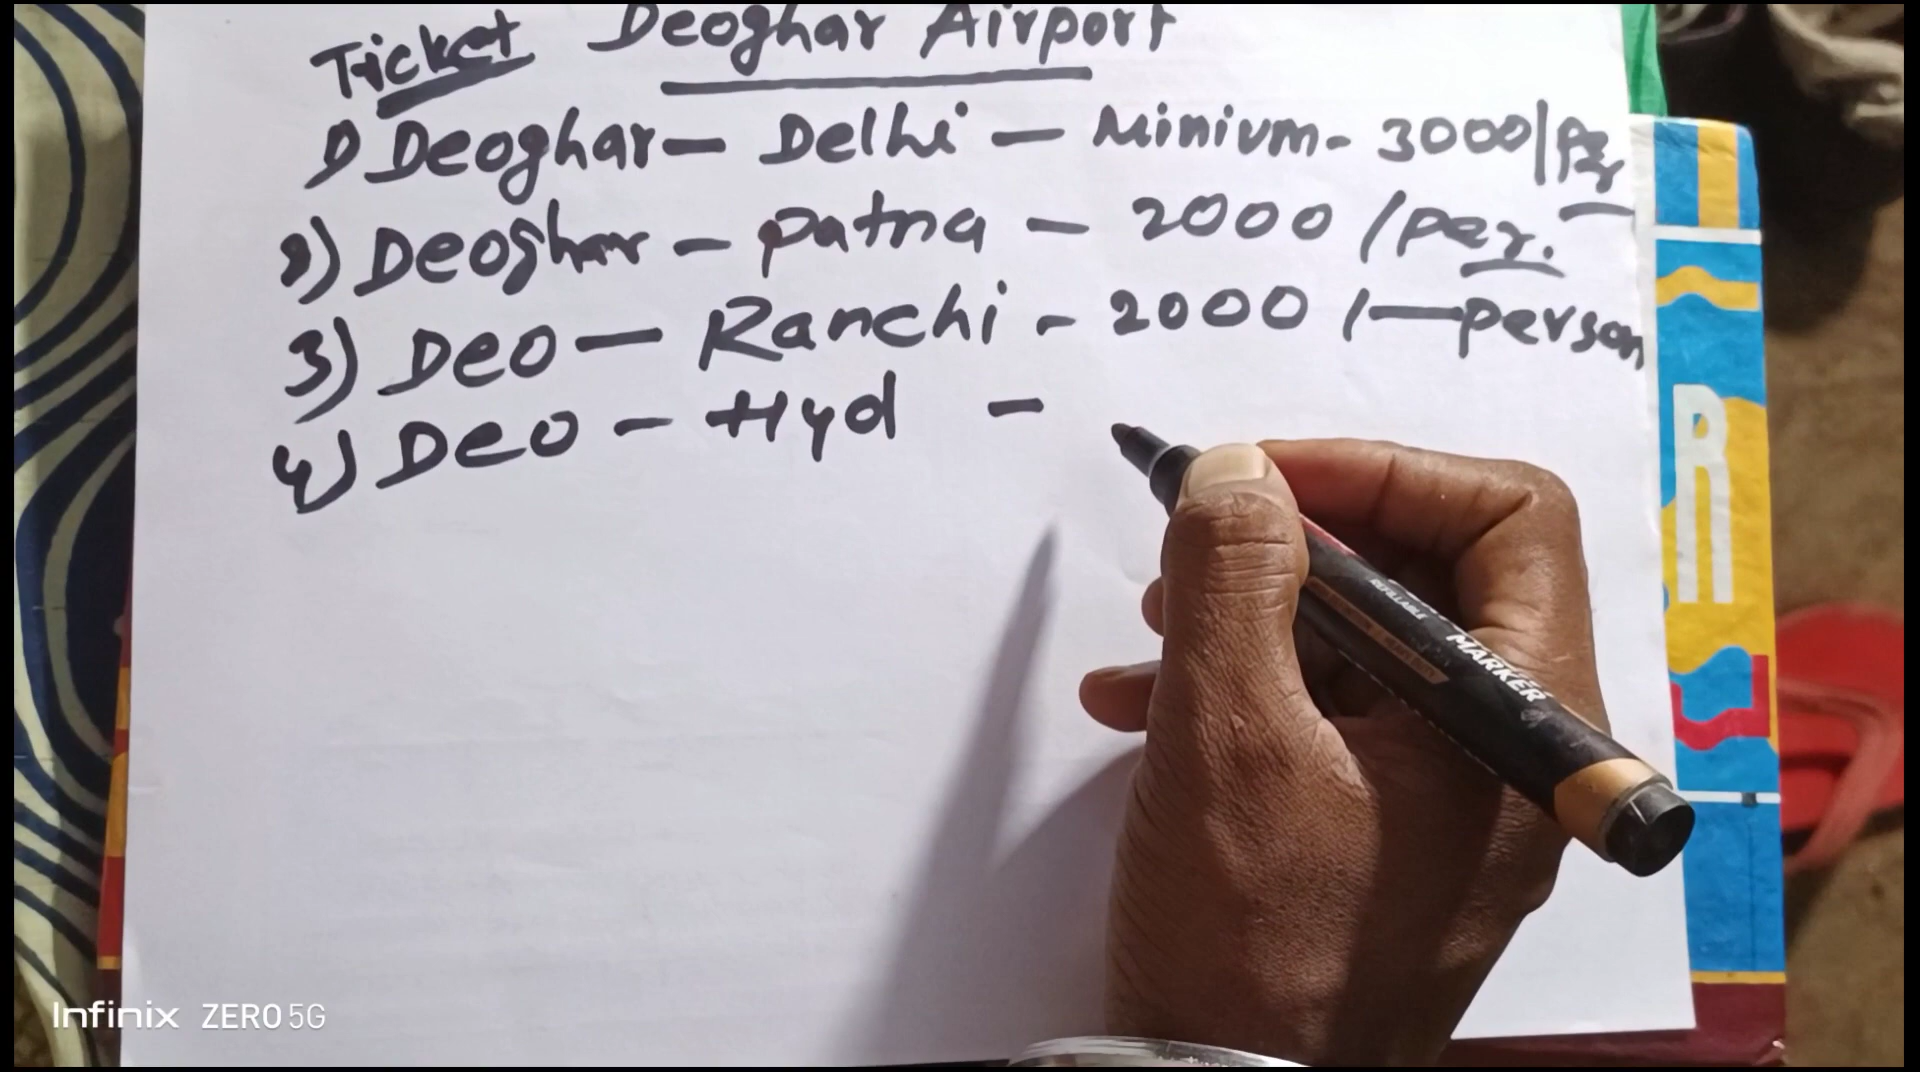 Ticket Deoghar Airport
1) Deoghar - Delhi - Minium - 3000/Per
2) Deoghar - Patna - 2000 /per.
3) Deo - Ranchi - 2000 /- person
4) Deo - Hyd -
R
REFILLABLE
MARKER
Infinix ZERO 5G